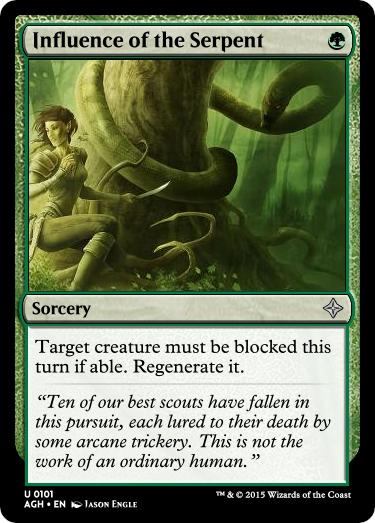 Influence of the Serpent
Sorcery
Target creature must be blocked this
turn if able. Regenerate it.
“Ten of our best scouts have fallen in
this pursuit, each lured to their death by
some arcane trickery. This is not the
work of an ordinary human.”
U 0101
AGH • EN JASON ENGLE
™ & © 2015 Wizards of the Coast